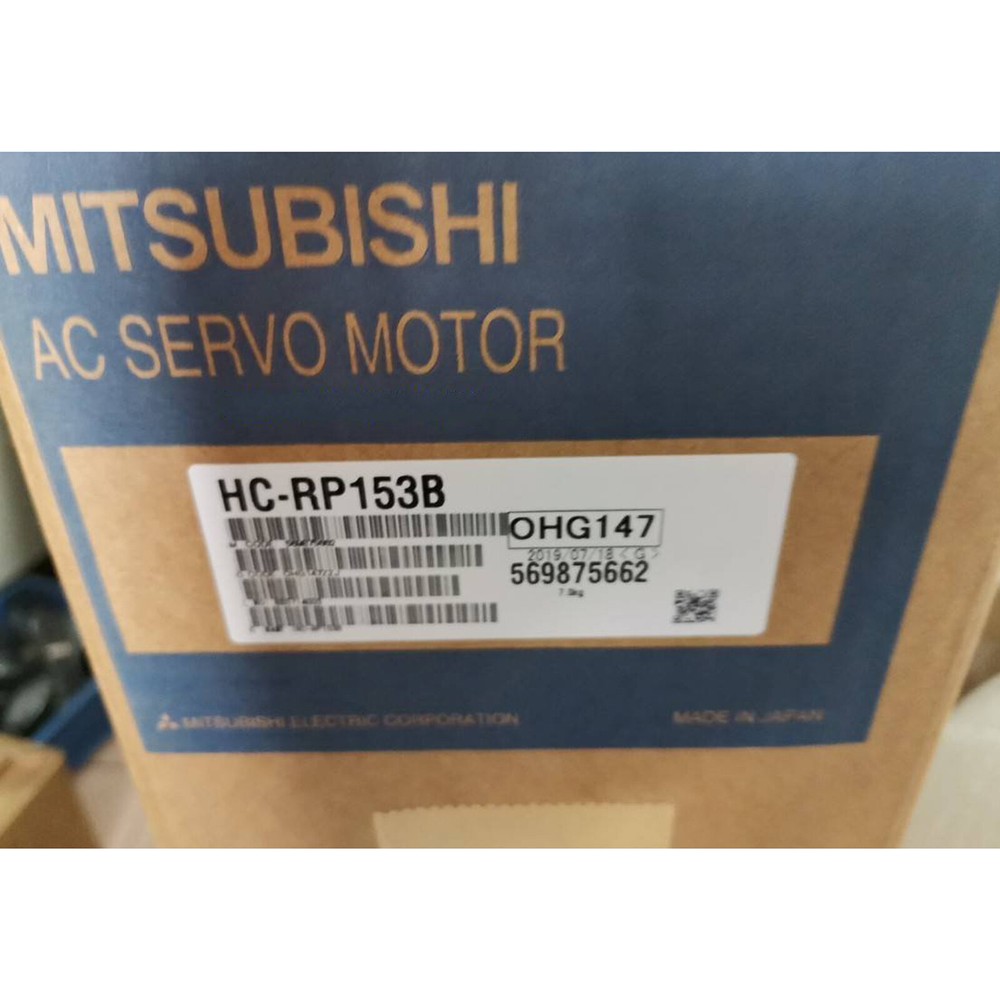 MITSUBISHI
AC SERVO MOTOR
HC-RP153B
OHG147
2019/07/18 <G>
569875662
MITSUBISHI ELECTRIC CORPORATION
MADE IN JAPAN